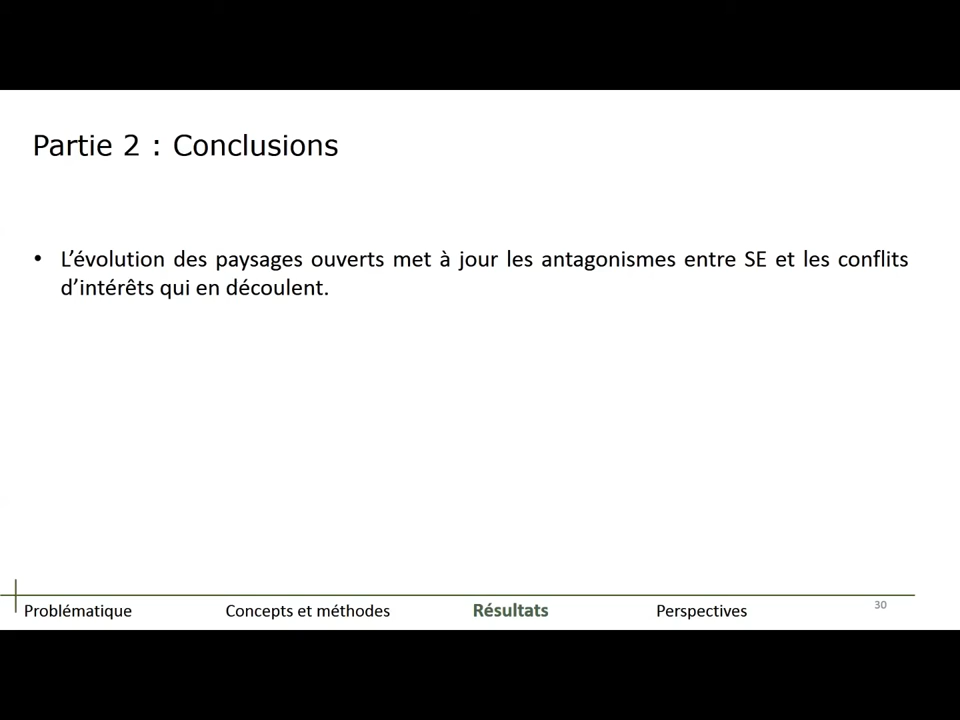 Partie 2 : Conclusions
• L’évolution des paysages ouverts met à jour les antagonismes entre SE et les conflits
d’intérêts qui en découlent.
Problématique Concepts et méthodes Résultats Perspectives 30